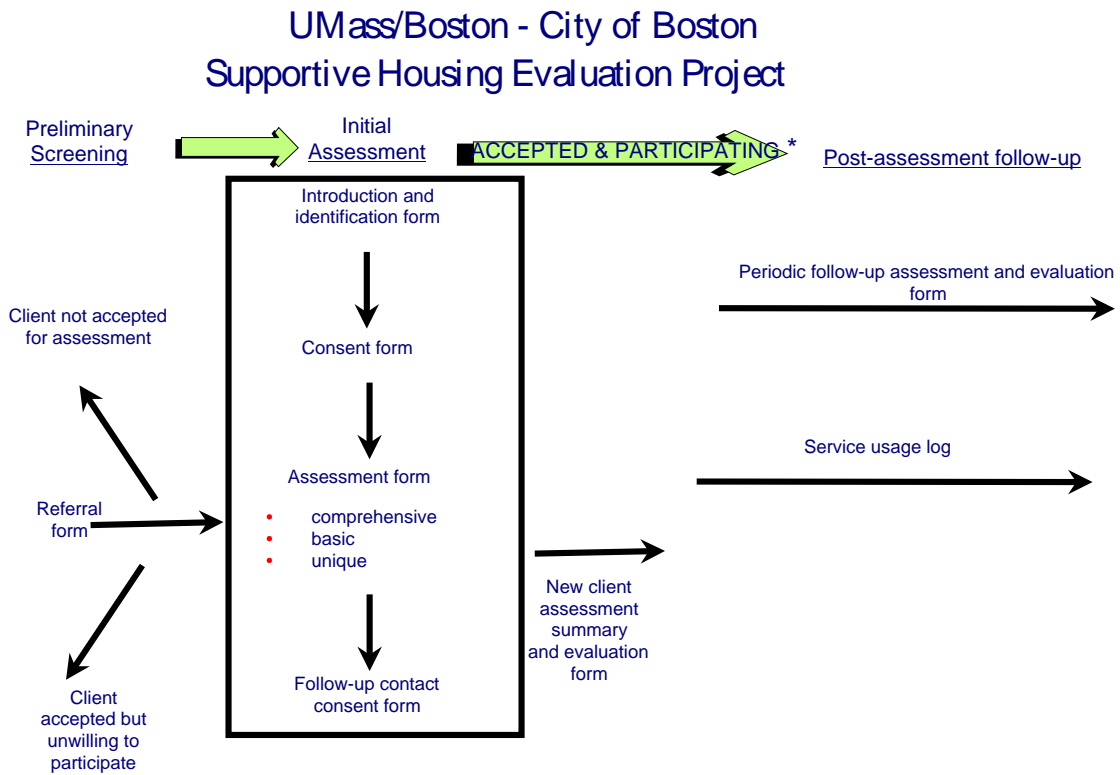 UMass/Boston - City of Boston
Supportive Housing Evaluation Project
Preliminary
Screening
Initial
Assessment
ACCEPTED & PARTICIPATING *
Post-assessment follow-up
Introduction and
identification form
Consent form
Assessment form
• comprehensive
• basic
• unique
Follow-up contact
consent form
Client not accepted
for assessment
Referral
form
Client
accepted but
unwilling to
participate
New client
assessment
summary
and evaluation
form
Periodic follow-up assessment and evaluation
form
Service usage log